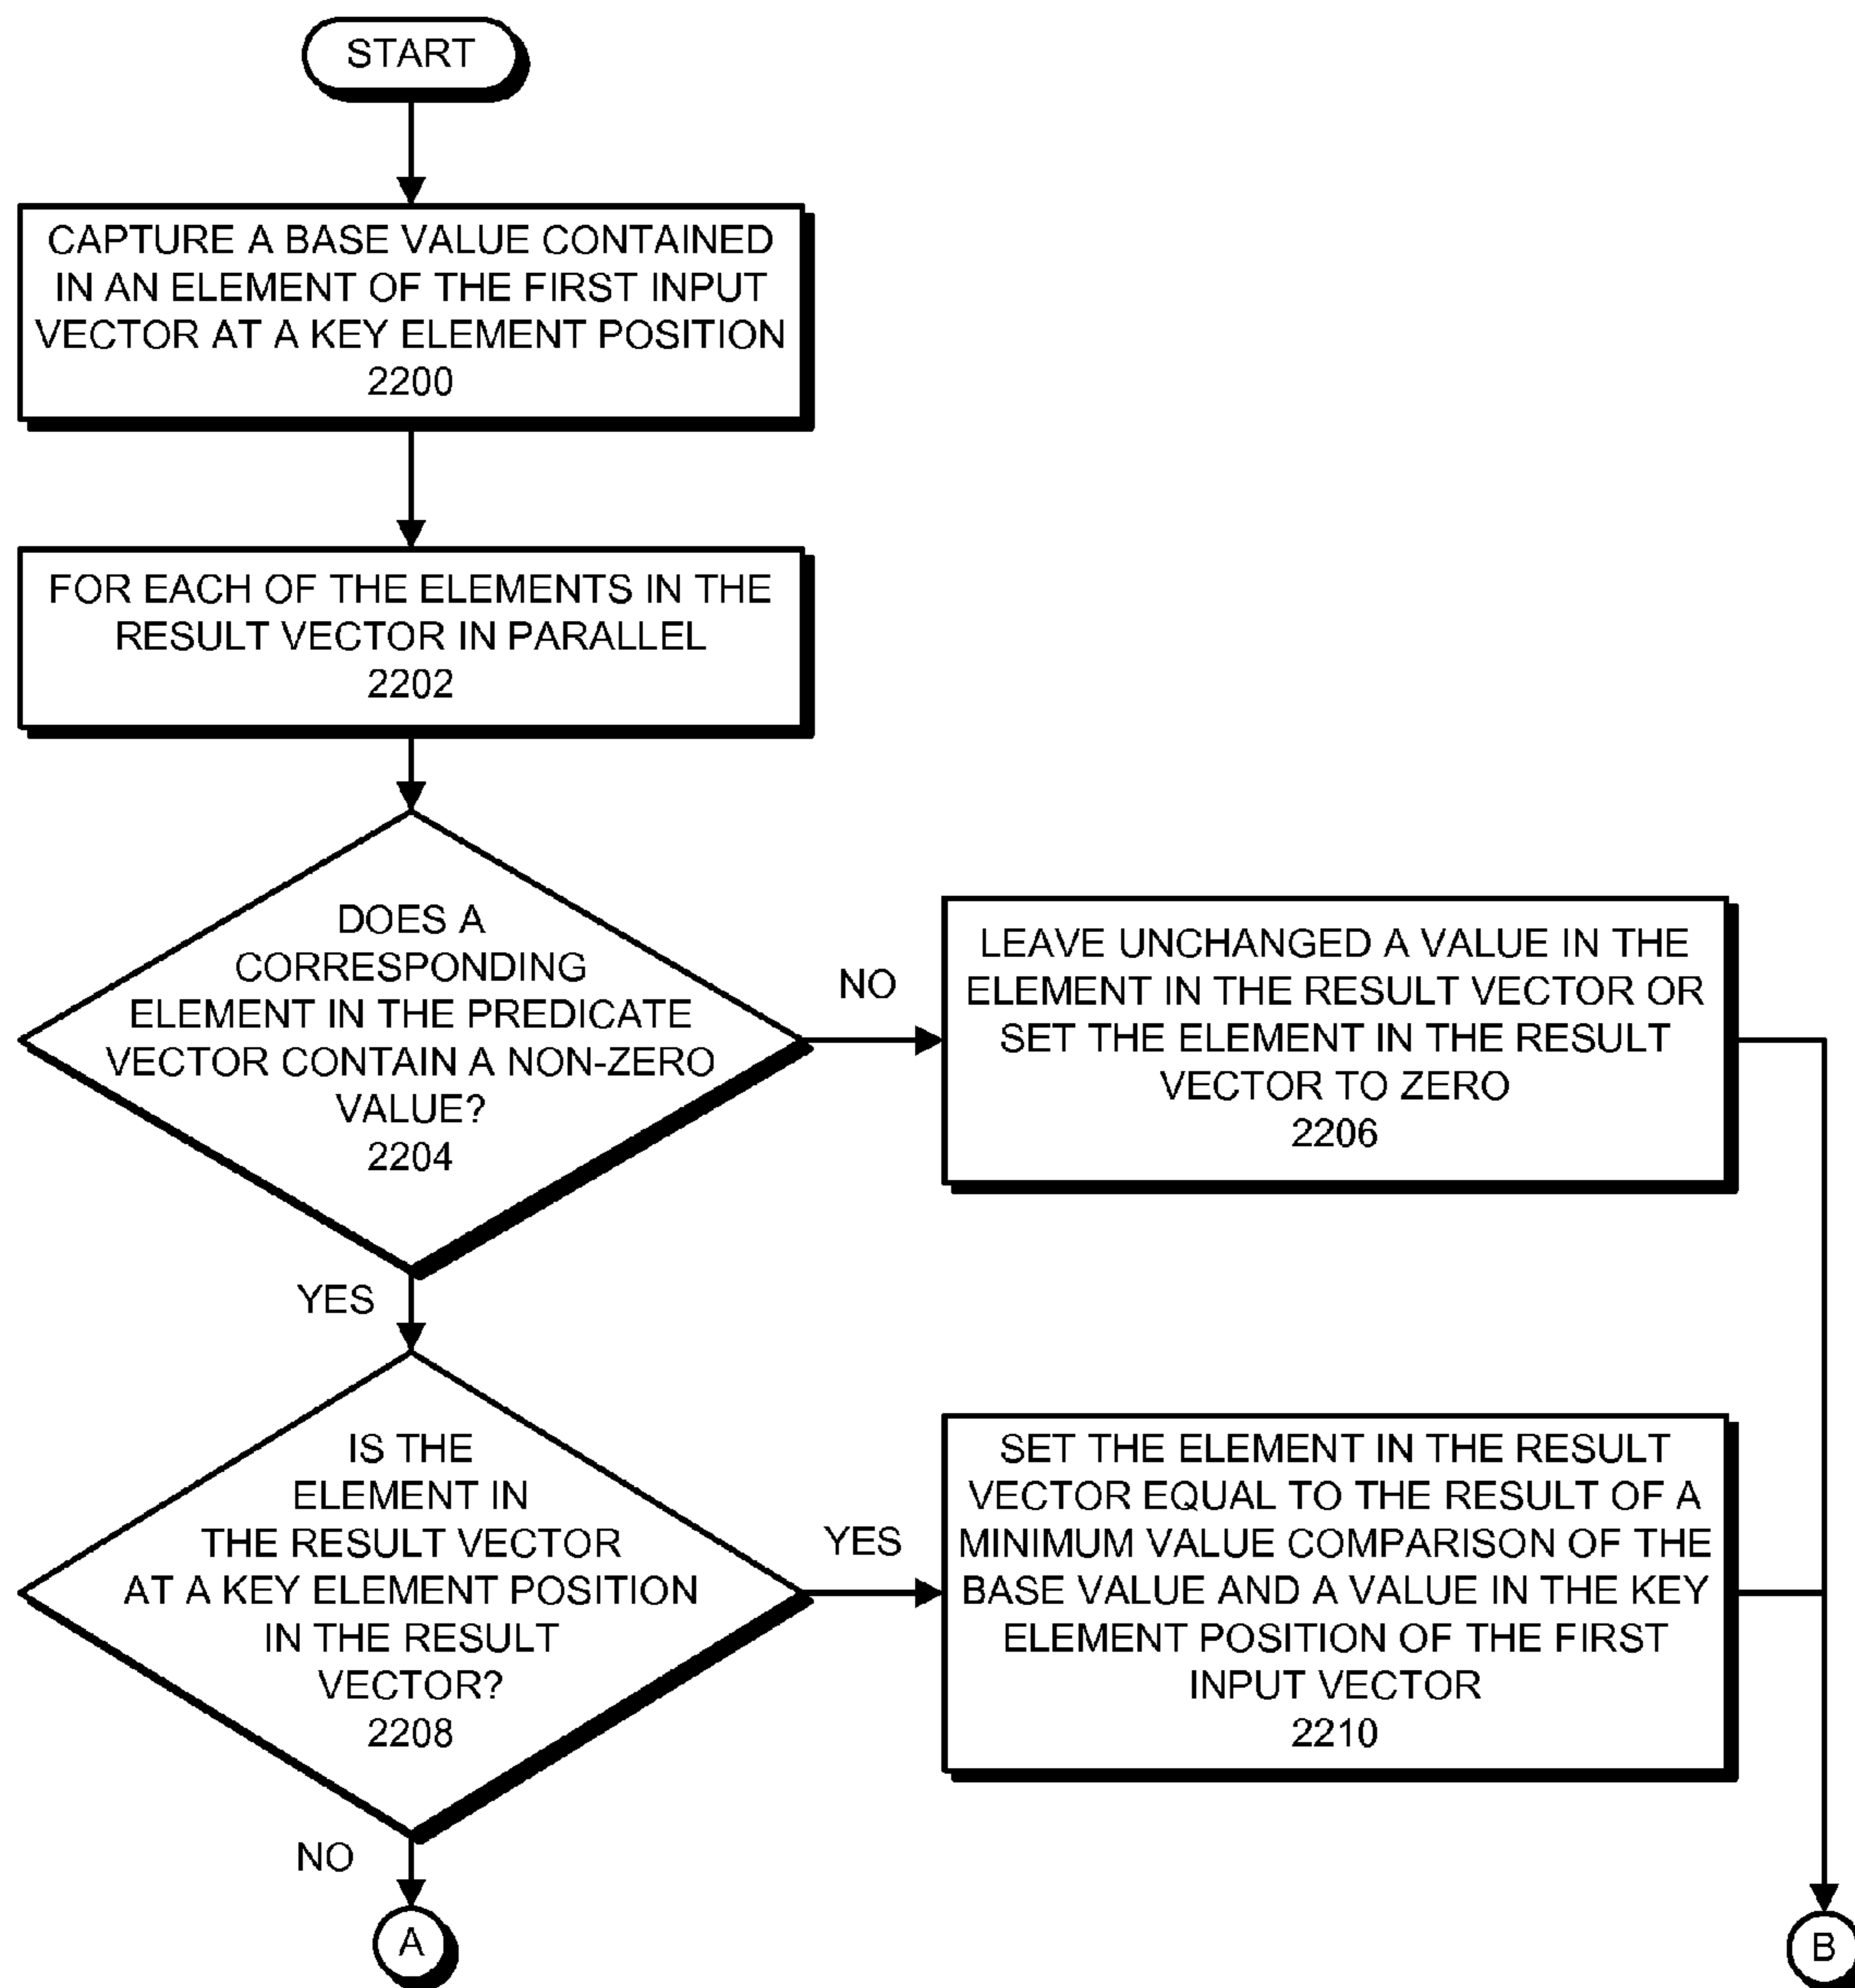 START
CAPTURE A BASE VALUE CONTAINED
IN AN ELEMENT OF THE FIRST INPUT
VECTOR AT A KEY ELEMENT POSITION
2200
FOR EACH OF THE ELEMENTS IN THE
RESULT VECTOR IN PARALLEL
2202
DOES A
CORRESPONDING
ELEMENT IN THE PREDICATE
VECTOR CONTAIN A NON-ZERO
VALUE?
2204
NO
LEAVE UNCHANGED A VALUE IN THE
ELEMENT IN THE RESULT VECTOR OR
SET THE ELEMENT IN THE RESULT
VECTOR TO ZERO
2206
YES
IS THE
ELEMENT IN
THE RESULT VECTOR
AT A KEY ELEMENT POSITION
IN THE RESULT
VECTOR?
2208
YES
SET THE ELEMENT IN THE RESULT
VECTOR EQUAL TO THE RESULT OF A
MINIMUM VALUE COMPARISON OF THE
BASE VALUE AND A VALUE IN THE KEY
ELEMENT POSITION OF THE FIRST
INPUT VECTOR
2210
NO
A
B